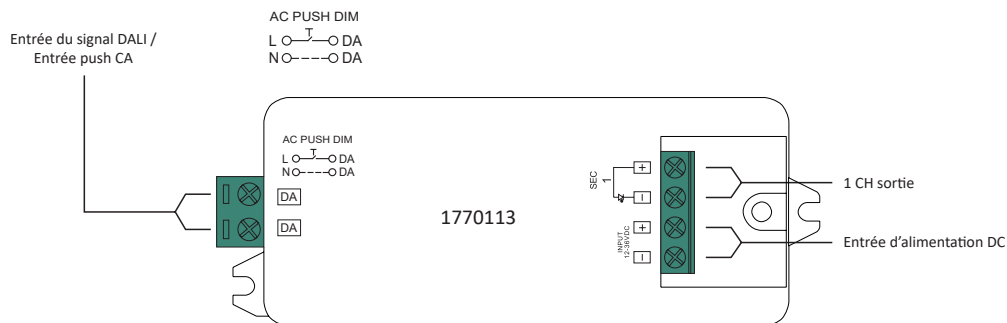 AC PUSH DIM
L T DA
N DA
Entrée du signal DALI /
Entrée push CA
AC PUSH DIM
L T DA
N DA
DA
DA
1770113
SEC
1
+
−
+
−
INPUT
12-36VDC
1 CH sortie
Entrée d'alimentation DC